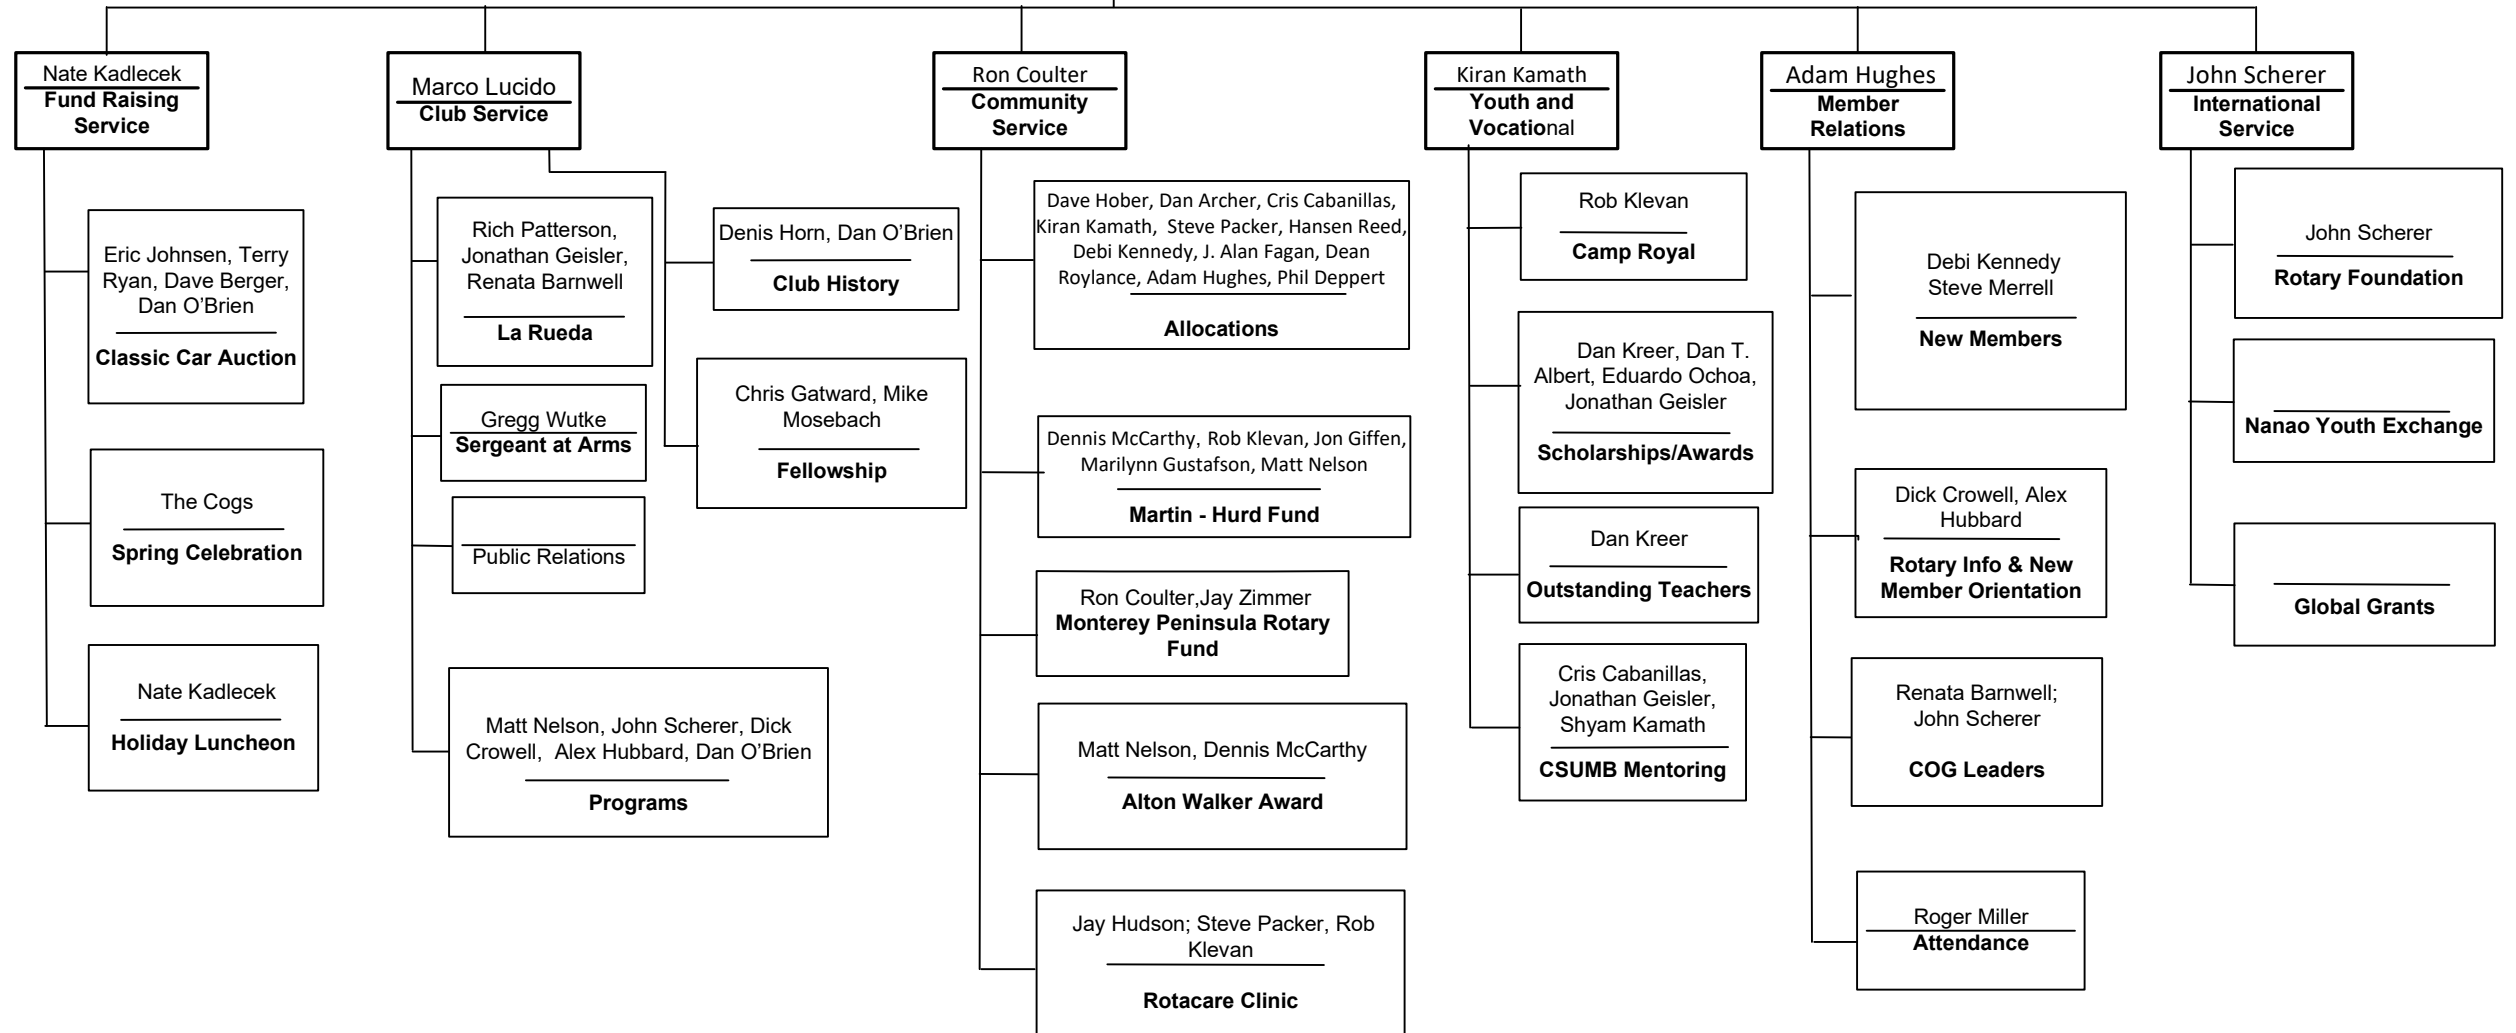 Nate Kadlecek
Fund Raising
Service
Eric Johnsen, Terry
Ryan, Dave Berger,
Dan O’Brien
Classic Car Auction
The Cogs
Spring Celebration
Nate Kadlecek
Holiday Luncheon
Marco Lucido
Club Service
Rich Patterson,
Jonathan Geisler,
Renata Barnwell
La Rueda
Gregg Wutke
Sergeant at Arms
Public Relations
Matt Nelson, John Scherer, Dick
Crowell,  Alex Hubbard, Dan O’Brien
Programs
Denis Horn, Dan O’Brien
Club History
Chris Gatward, Mike
Mosebach
Fellowship
Ron Coulter
Community
Service
Dave Hober, Dan Archer, Cris Cabanillas,
Kiran Kamath,  Steve Packer, Hansen Reed,
Debi Kennedy, J. Alan Fagan, Dean
Roylance, Adam Hughes, Phil Deppert
Allocations
Dennis McCarthy, Rob Klevan, Jon Giffen,
Marilynn Gustafson, Matt Nelson
Martin - Hurd Fund
Ron Coulter,Jay Zimmer
Monterey Peninsula Rotary
Fund
Matt Nelson, Dennis McCarthy
Alton Walker Award
Jay Hudson; Steve Packer, Rob
Klevan
Rotacare Clinic
Kiran Kamath
Youth and
Vocational
Rob Klevan
Camp Royal
Dan Kreer, Dan T.
Albert, Eduardo Ochoa,
Jonathan Geisler
Scholarships/Awards
Dan Kreer
Outstanding Teachers
Cris Cabanillas,
Jonathan Geisler,
Shyam Kamath
CSUMB Mentoring
Adam Hughes
Member
Relations
Debi Kennedy
Steve Merrell
New Members
Dick Crowell, Alex
Hubbard
Rotary Info & New
Member Orientation
Renata Barnwell;
John Scherer
COG Leaders
Roger Miller
Attendance
John Scherer
International
Service
John Scherer
Rotary Foundation
Nanao Youth Exchange
Global Grants